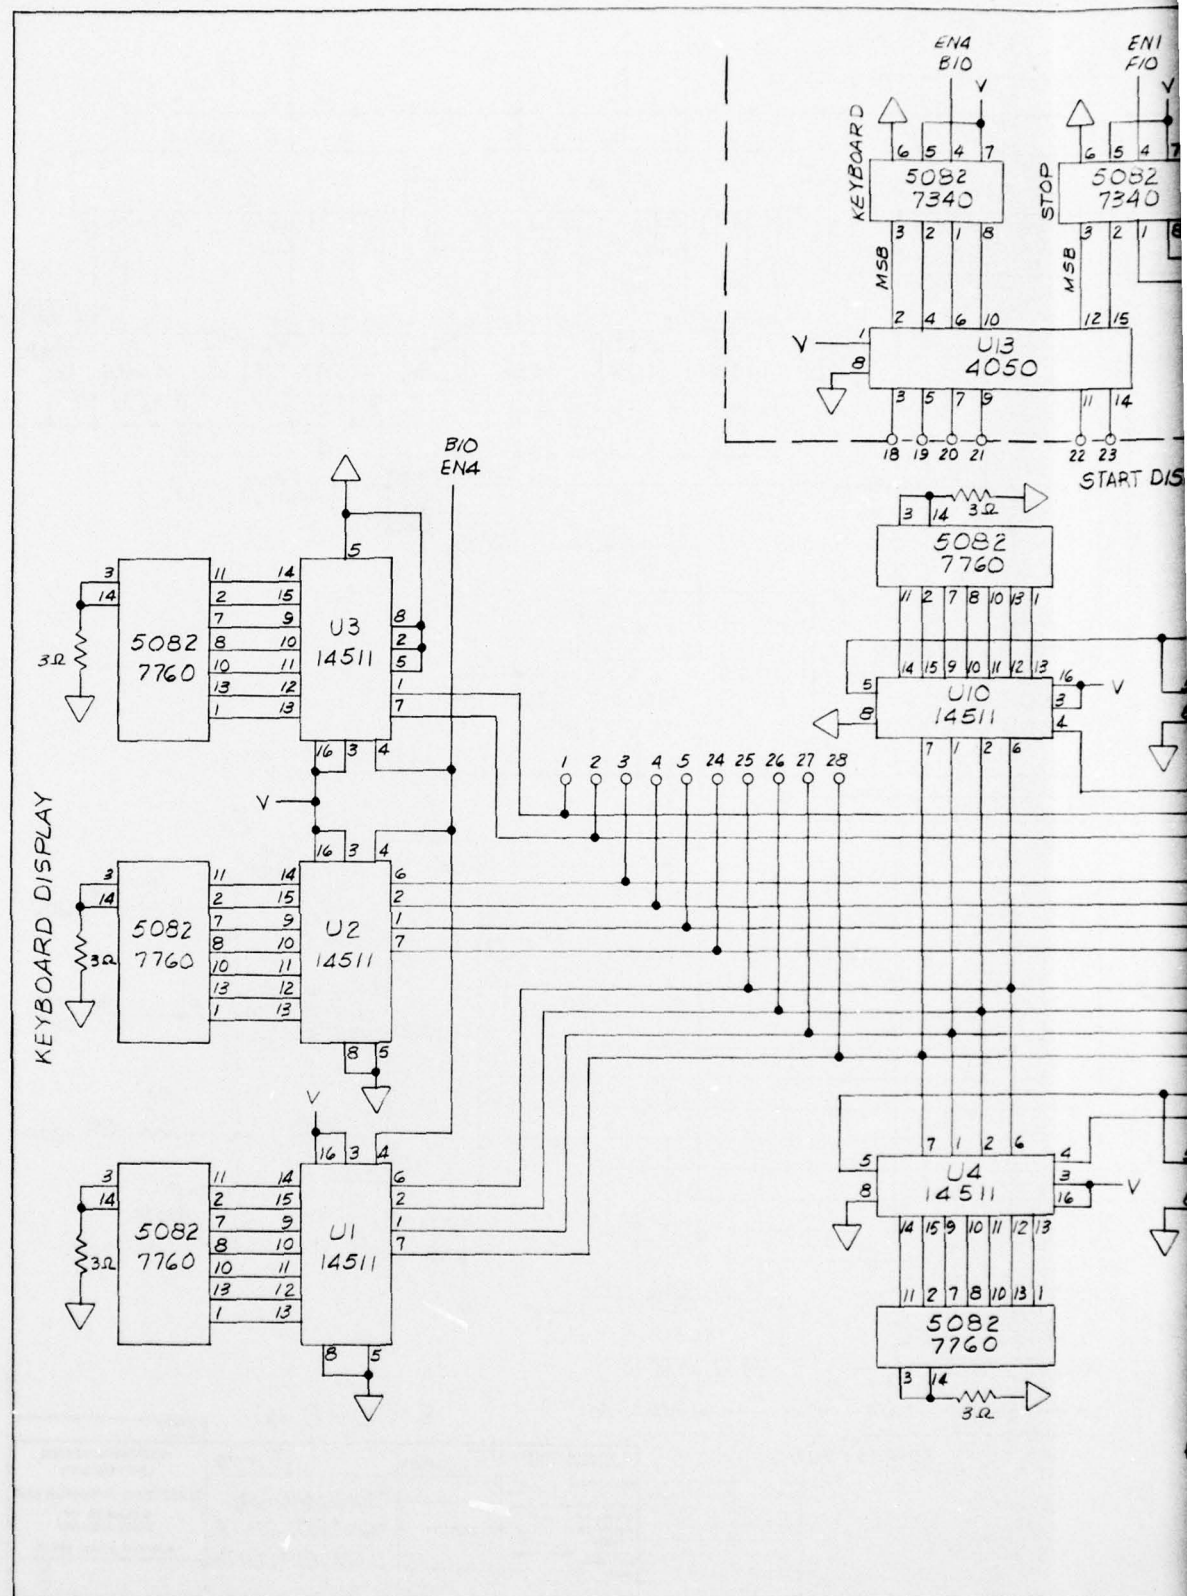 EN4
B10
V
KEYBOARD
6 5 4 7
5082
7340
3 2 1 8
MSB
EN1
F10
V
STOP
6 5 4 7
5082
7340
3 2 1 8
MSB
2 4 6 10 12 15
V 1
8
U13
4050
3 5 7 9 11 14
18 19 20 21 22 23
START DIS
B10
EN4
KEYBOARD DISPLAY
3
14
3Ω
5082
7760
11 14
2 15
7 9
8 10
10 11
13 12
1 13
5
U3
14511
8
2
5
1
7
16 3 4
V
16 3 4
3
14
3Ω
5082
7760
11 14
2 15
7 9
8 10
10 11
13 12
1 13
U2
14511
6
2
1
7
8 5
V
16 3 4
3
14
3Ω
5082
7760
11 14
2 15
7 9
8 10
10 11
13 12
1 13
U1
14511
6
2
1
7
8 5
1 2 3 4 5 24 25 26 27 28
3 14 3Ω
5082
7760
11 2 7 8 10 13 1
14 15 9 10 11 12 13
5
8
U10
14511
16 V
3
4
7 1 2 6
7 1 2 6
5
8
U4
14511
4
3
16
V
14 15 9 10 11 12 13
11 2 7 8 10 13 1
5082
7760
3 14
3Ω